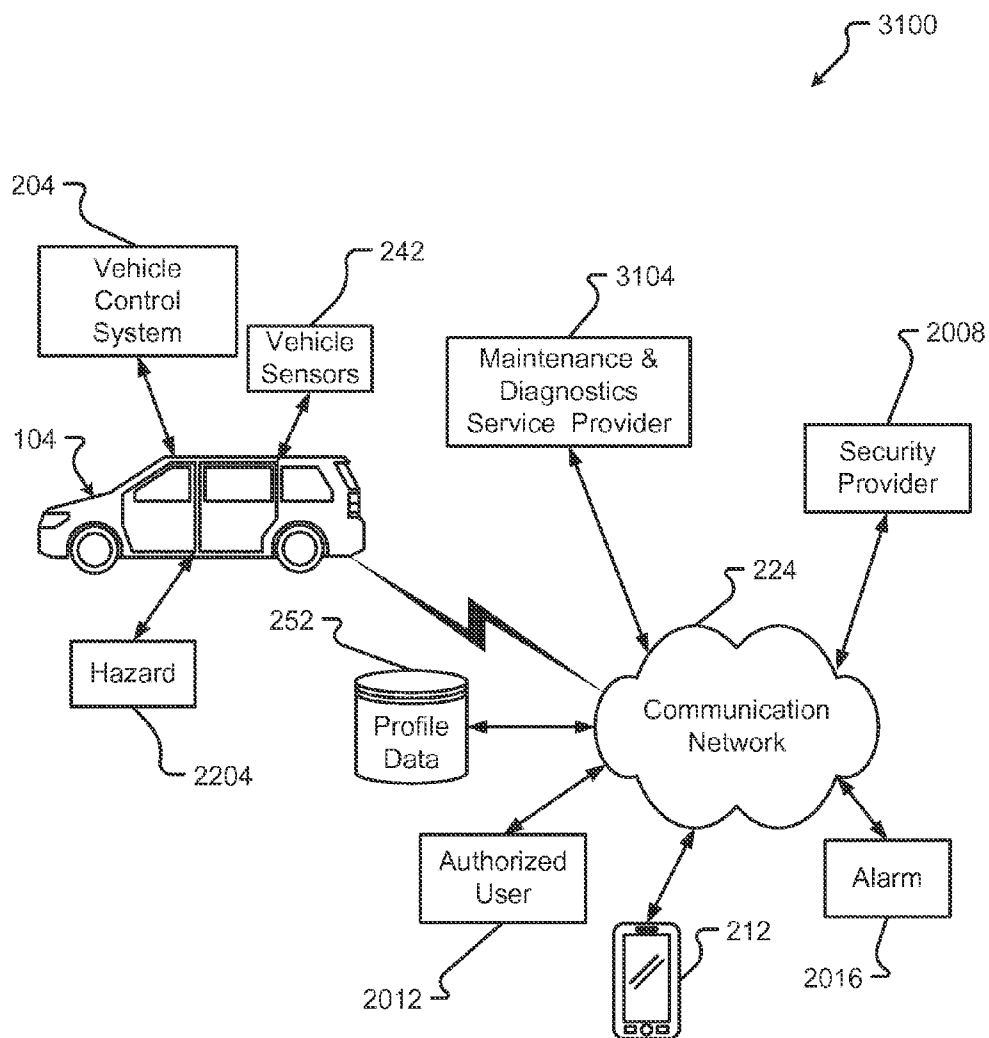 3100
204
Vehicle
Control
System
242
Vehicle
Sensors
3104
Maintenance &
Diagnostics
Service Provider
2008
Security
Provider
104
224
252
Hazard
Profile
Data
Communication
Network
2204
Authorized
User
Alarm
212
2012
2016